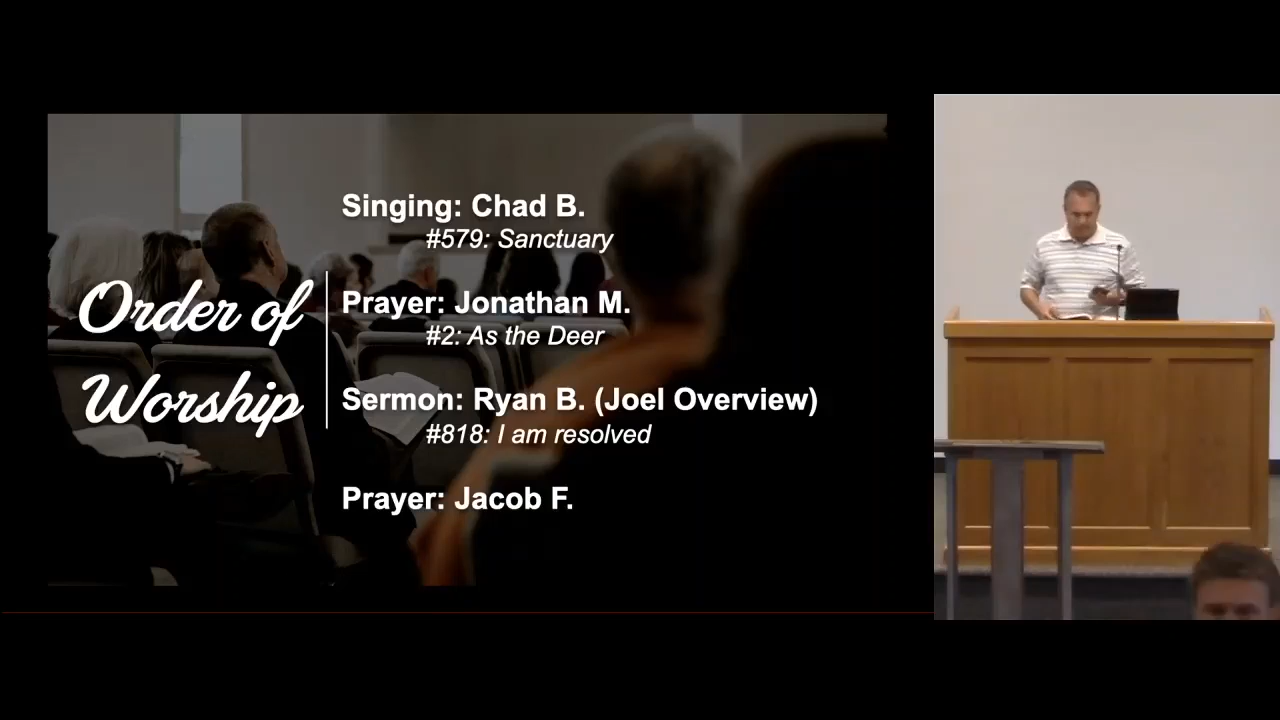 Order of
Worship
Singing: Chad B.
#579: Sanctuary
Prayer: Jonathan M.
#2: As the Deer
Sermon: Ryan B. (Joel Overview)
#818: I am resolved
Prayer: Jacob F.